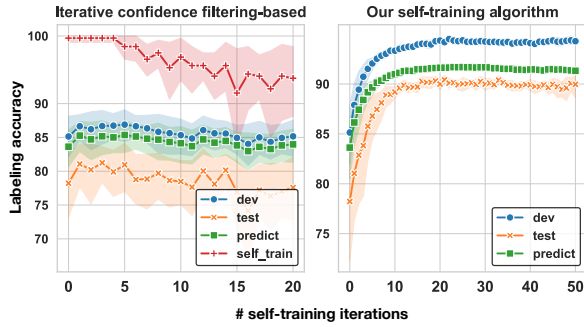 Iterative confidence filtering-based
Our self-training algorithm
Labeling accuracy
100
95
90
85
80
75
70
0
5
10
15
20
dev
test
predict
self_train
90
85
80
75
0
10
20
30
40
50
dev
test
predict
# self-training iterations